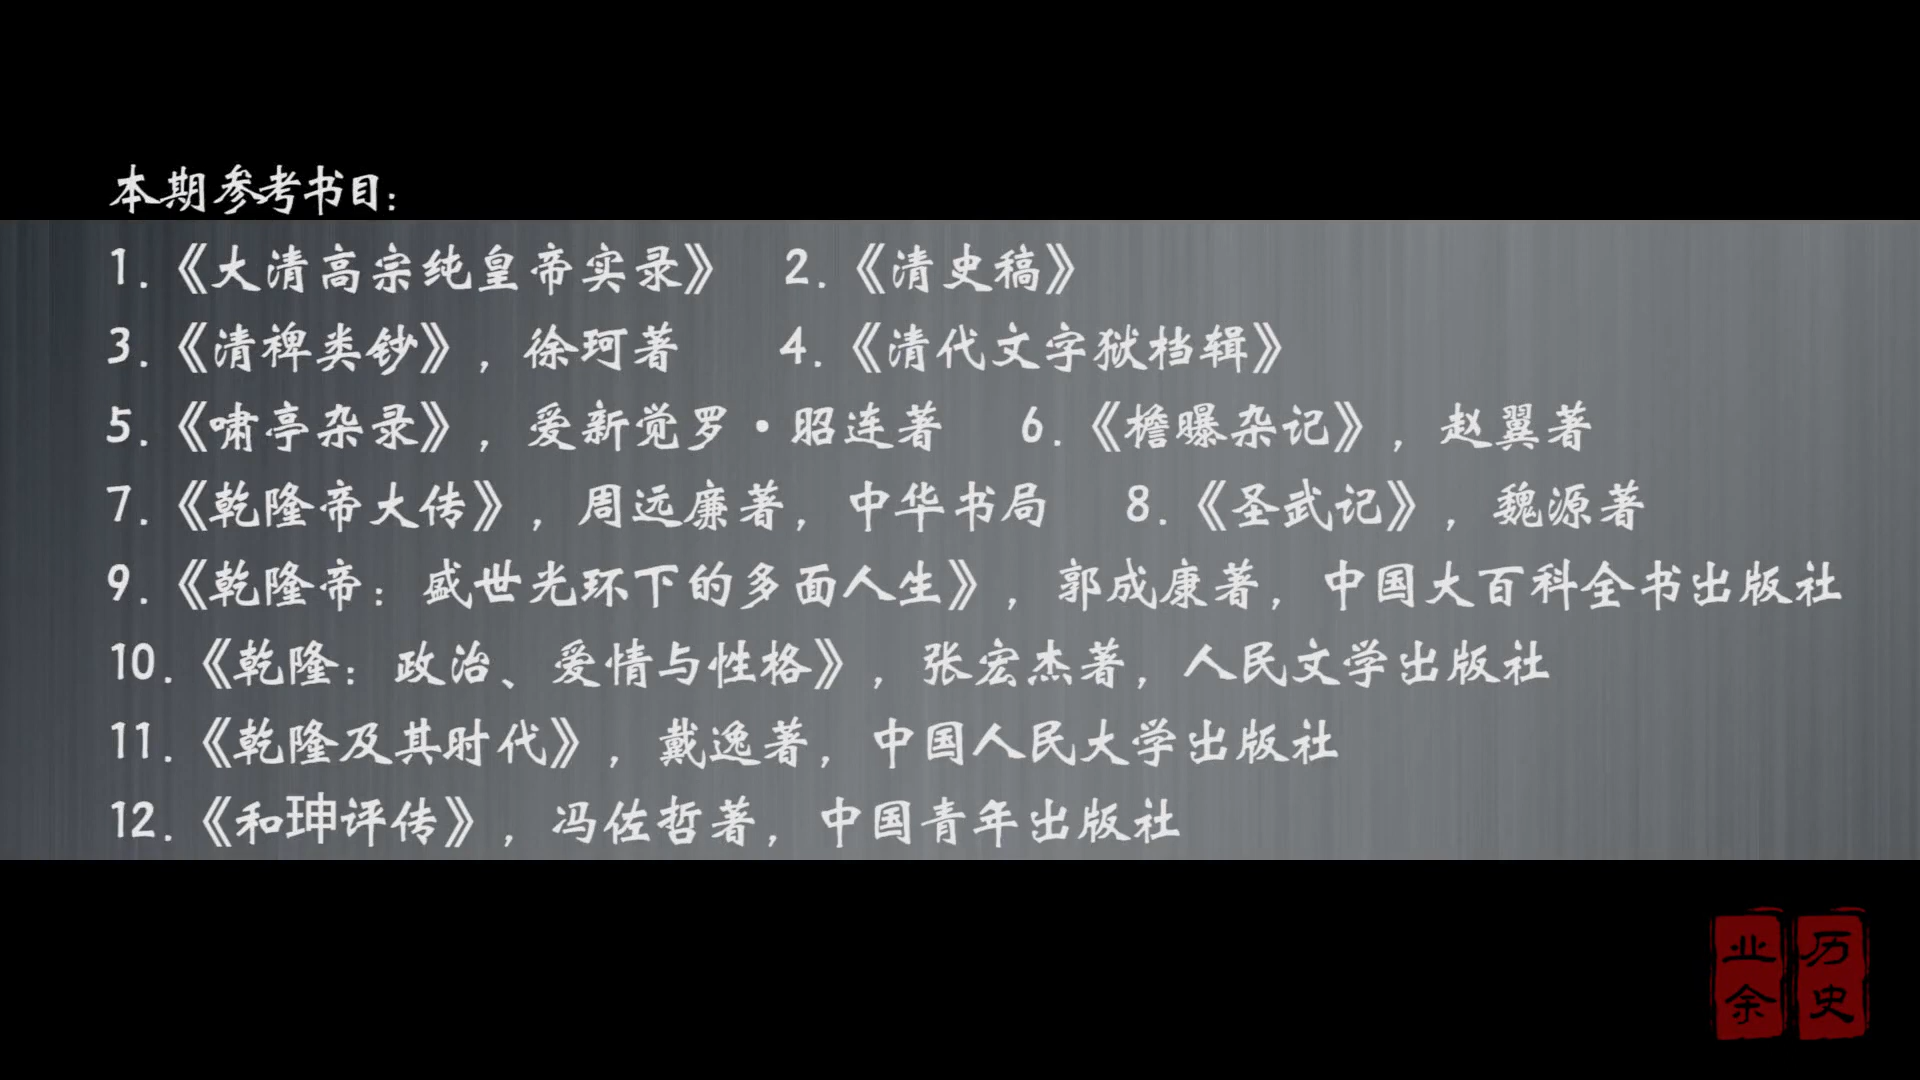 本期参考书目：
1.《大清高宗纯皇帝实录》 2.《清史稿》
3.《清裨类钞》，徐珂著 4.《清代文字狱档辑》
5.《啸亭杂录》，爱新觉罗·昭连著 6.《檐曝杂记》，赵翼著
7.《乾隆帝大传》，周远廉著，中华书局 8.《圣武记》，魏源著
9.《乾隆帝：盛世光环下的多面人生》，郭成康著，中国大百科全书出版社
10.《乾隆：政治、爱情与性格》，张宏杰著，人民文学出版社
11.《乾隆及其时代》，戴逸著，中国人民大学出版社
12.《和珅评传》，冯佐哲著，中国青年出版社
历史
业余